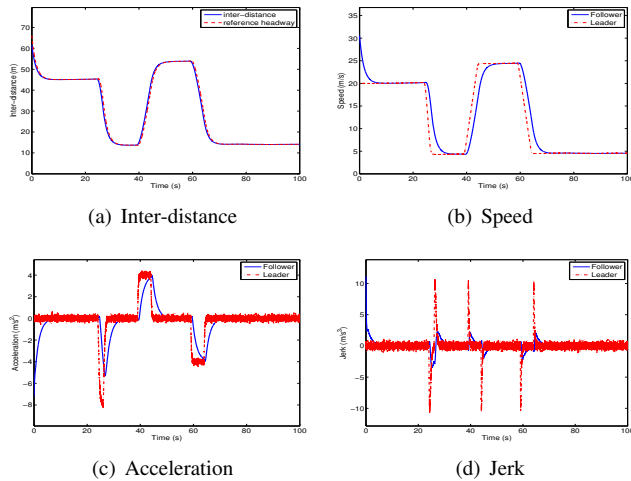 inter-distance
reference headway
Inter-distance (m)
70
60
50
40
30
20
10
0
0 20 40 60 80 100
Time (s)
(a) Inter-distance
Follower
Leader
Speed (m/s)
35
30
25
20
15
10
5
0
0 20 40 60 80 100
Time (s)
(b) Speed
Follower
Leader
Acceleration (m/s²)
4
2
0
−2
−4
−6
−8
0 20 40 60 80 100
Time (s)
(c) Acceleration
Follower
Leader
Jerk (m/s²)
10
5
0
−5
−10
0 20 40 60 80 100
Time (s)
(d) Jerk